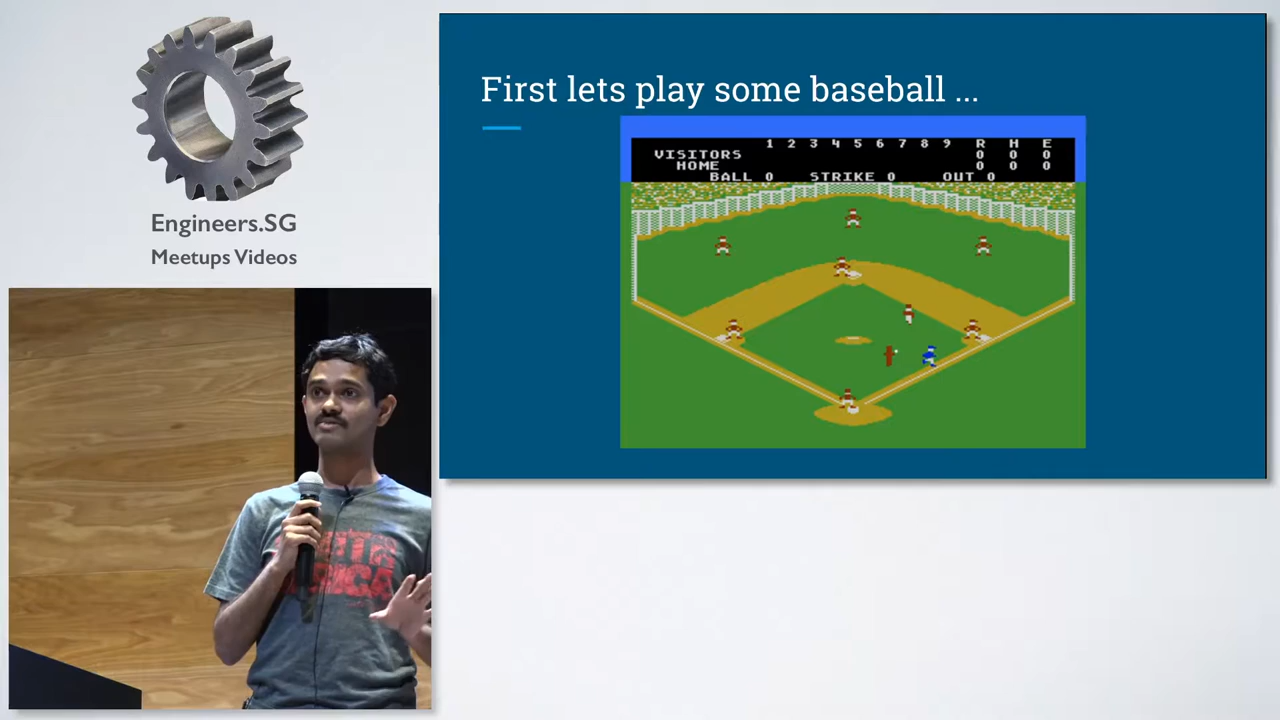 Engineers.SG
Meetups Videos
First lets play some baseball ...
1 2 3 4 5 6 7 8 9 R H E
VISITORS 0 0 0
HOME 0 0 0
BALL 0 STRIKE 0 OUT 0